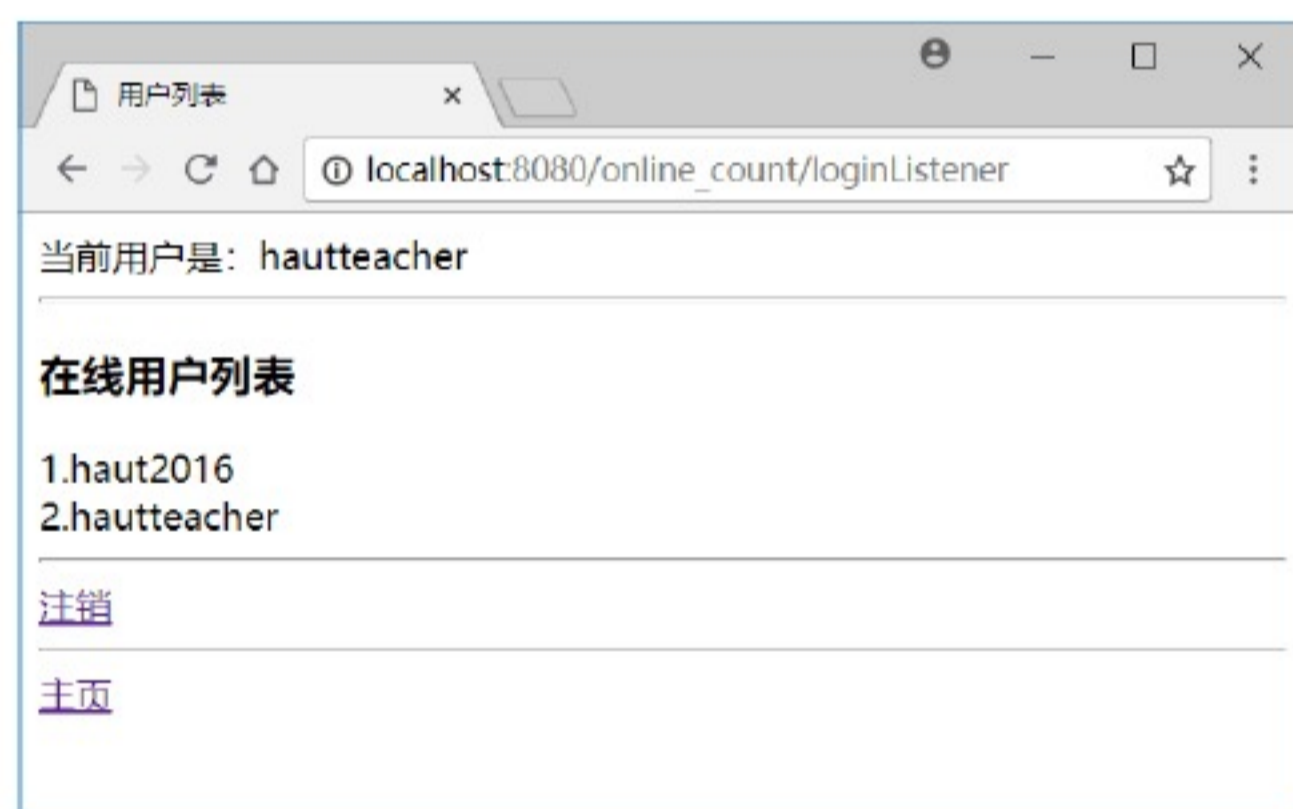 用户列表
localhost:8080/online_count/loginListener
当前用户是：hautteacher
在线用户列表
1.haut2016
2.hautteacher
注销
主页